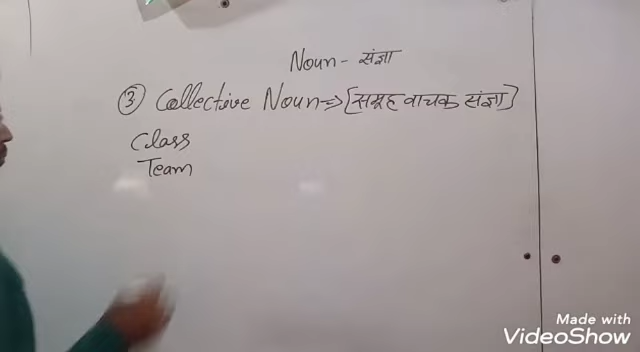 Noun - संज्ञा
③ Collective Noun ⇒ [समूह वाचक संज्ञा]
Class
Team
Made with
VideoShow